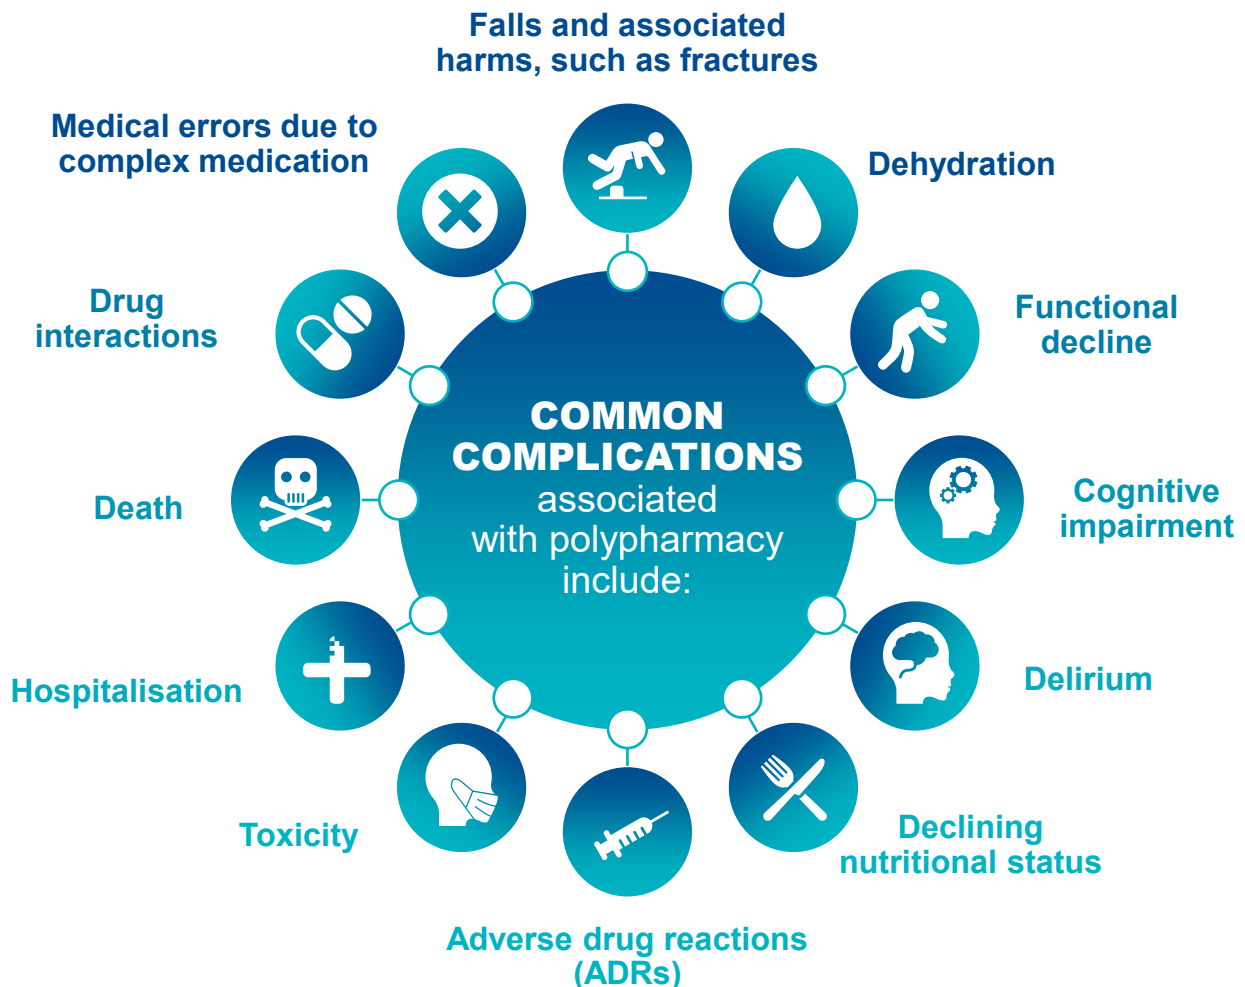 Falls and associated
harms, such as fractures
Medical errors due to
complex medication
Dehydration
Drug
interactions
Functional
decline
COMMON
COMPLICATIONS
associated
with polypharmacy
include:
Death
Cognitive
impairment
Hospitalisation
Delirium
Toxicity
Declining
nutritional status
Adverse drug reactions
(ADRs)